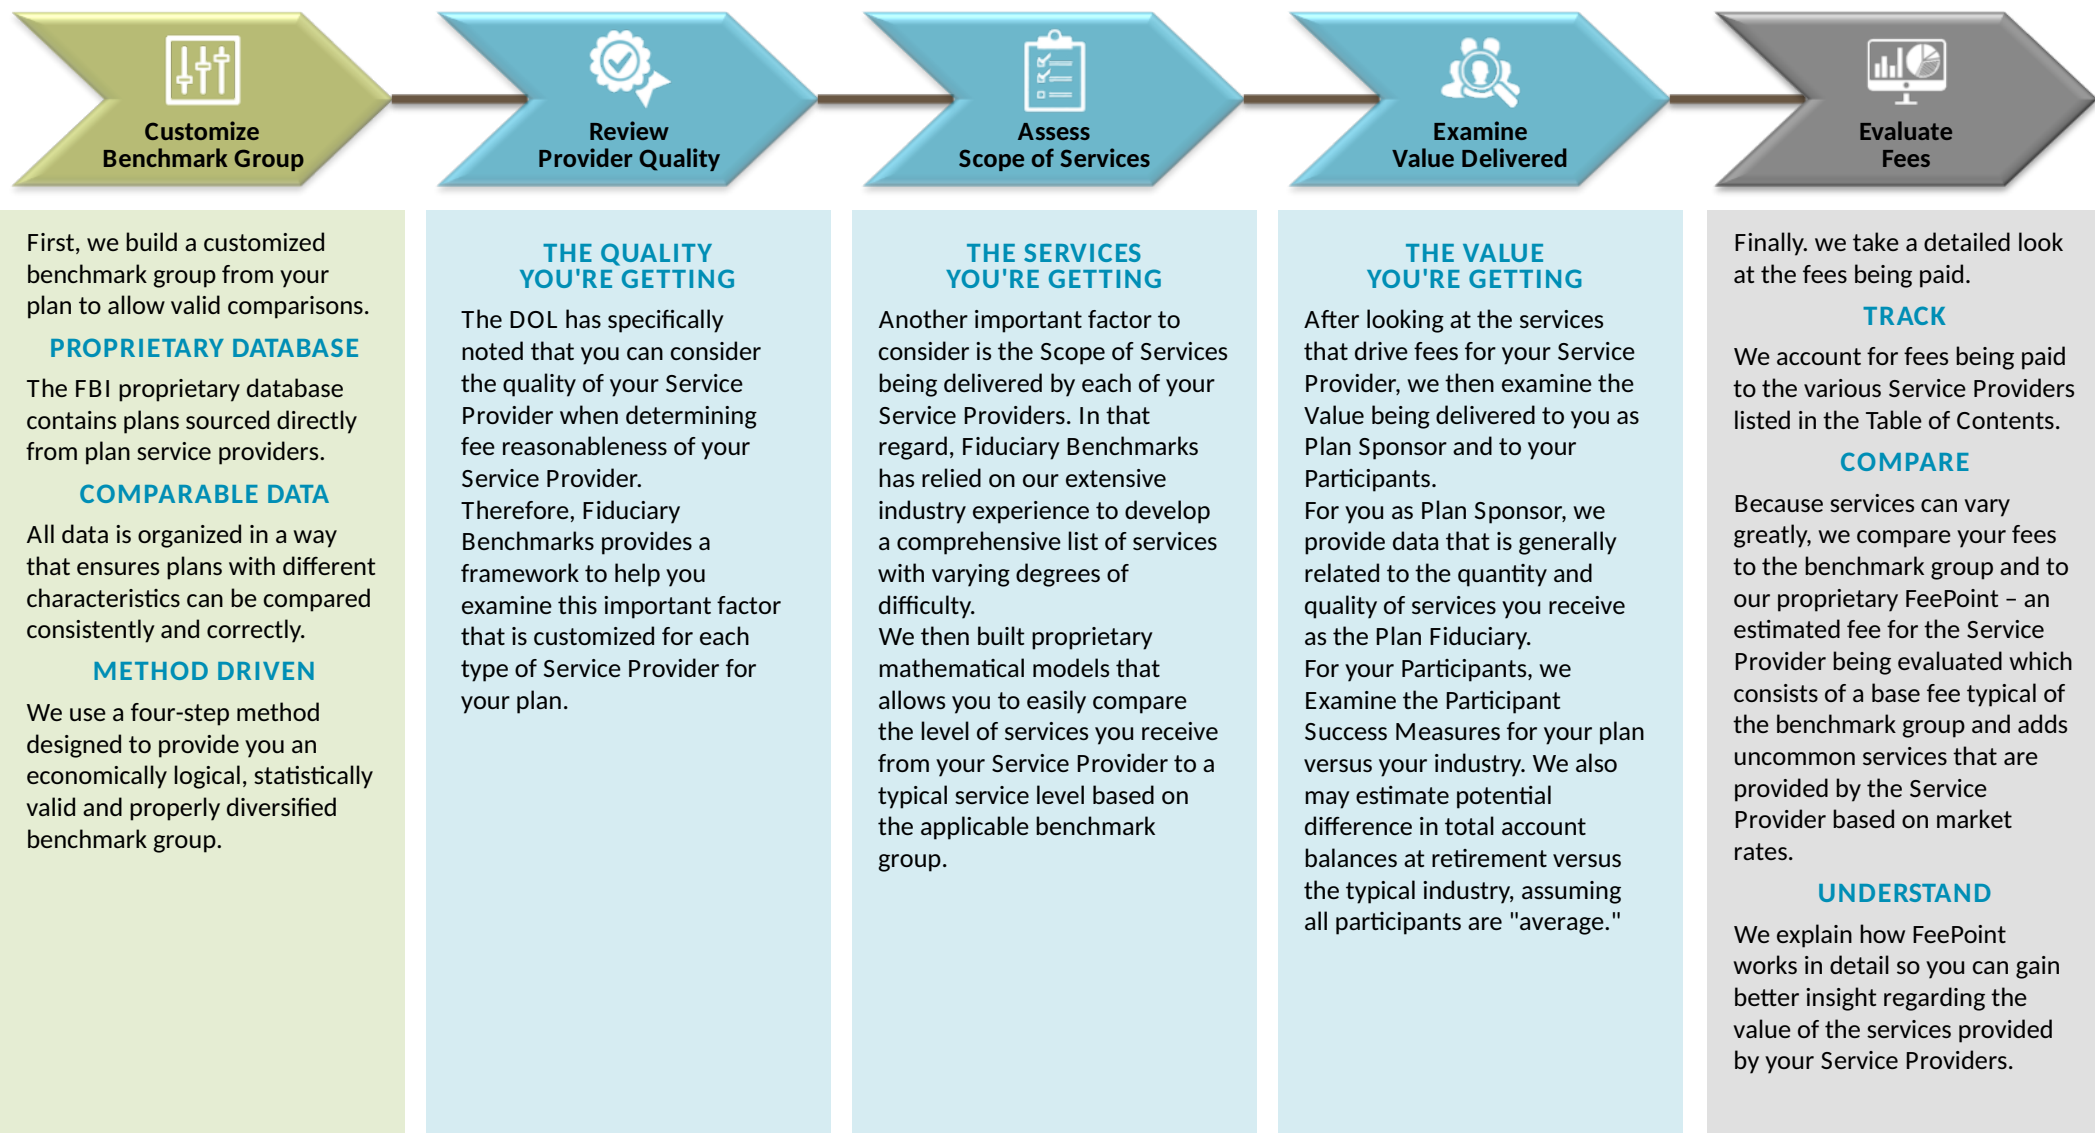 Customize
Benchmark Group
Review
Provider Quality
Assess
Scope of Services
Examine
Value Delivered
Evaluate
Fees
First, we build a customized
benchmark group from your
plan to allow valid comparisons.
PROPRIETARY DATABASE
The FBI proprietary database
contains plans sourced directly
from plan service providers.
COMPARABLE DATA
All data is organized in a way
that ensures plans with different
characteristics can be compared
consistently and correctly.
METHOD DRIVEN
We use a four-step method
designed to provide you an
economically logical, statistically
valid and properly diversified
benchmark group.
THE QUALITY
YOU'RE GETTING
The DOL has specifically
noted that you can consider
the quality of your Service
Provider when determining
fee reasonableness of your
Service Provider.
Therefore, Fiduciary
Benchmarks provides a
framework to help you
examine this important factor
that is customized for each
type of Service Provider for
your plan.
THE SERVICES
YOU'RE GETTING
Another important factor to
consider is the Scope of Services
being delivered by each of your
Service Providers. In that
regard, Fiduciary Benchmarks
has relied on our extensive
industry experience to develop
a comprehensive list of services
with varying degrees of
difficulty.
We then built proprietary
mathematical models that
allows you to easily compare
the level of services you receive
from your Service Provider to a
typical service level based on
the applicable benchmark
group.
THE VALUE
YOU'RE GETTING
After looking at the services
that drive fees for your Service
Provider, we then examine the
Value being delivered to you as
Plan Sponsor and to your
Participants.
For you as Plan Sponsor, we
provide data that is generally
related to the quantity and
quality of services you receive
as the Plan Fiduciary.
For your Participants, we
Examine the Participant
Success Measures for your plan
versus your industry. We also
may estimate potential
difference in total account
balances at retirement versus
the typical industry, assuming
all participants are "average."
Finally. we take a detailed look
at the fees being paid.
TRACK
We account for fees being paid
to the various Service Providers
listed in the Table of Contents.
COMPARE
Because services can vary
greatly, we compare your fees
to the benchmark group and to
our proprietary FeePoint – an
estimated fee for the Service
Provider being evaluated which
consists of a base fee typical of
the benchmark group and adds
uncommon services that are
provided by the Service
Provider based on market
rates.
UNDERSTAND
We explain how FeePoint
works in detail so you can gain
better insight regarding the
value of the services provided
by your Service Providers.